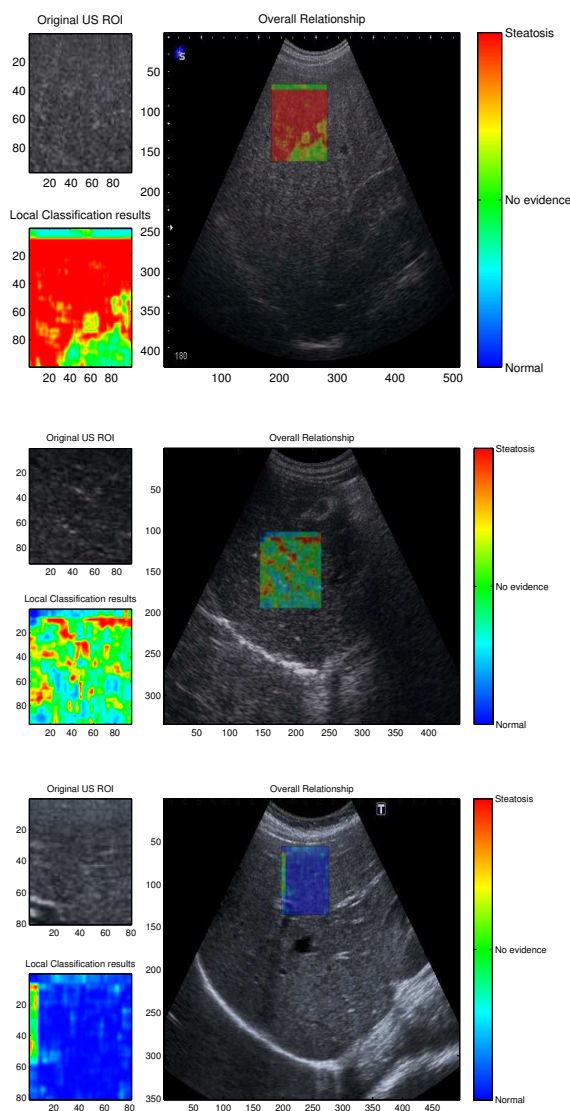 Original US ROI
Overall Relationship
Steatosis
20
40
60
80
20 40 60 80
50
100
150
200
250
300
350
400
S
180
100 200 300 400 500
No evidence
Normal
Local Classification results
20
40
60
80
20 40 60 80
Original US ROI
Overall Relationship
Steatosis
20
40
60
80
20 40 60 80
50
100
150
200
250
300
50 100 150 200 250 300 350 400
No evidence
Normal
Local Classification results
20
40
60
80
20 40 60 80
Original US ROI
Overall Relationship
T
Steatosis
20
40
60
80
20 40 60 80
50
100
150
200
250
300
350
50 100 150 200 250 300 350 400 450
No evidence
Normal
Local Classification results
20
40
60
80
20 40 60 80